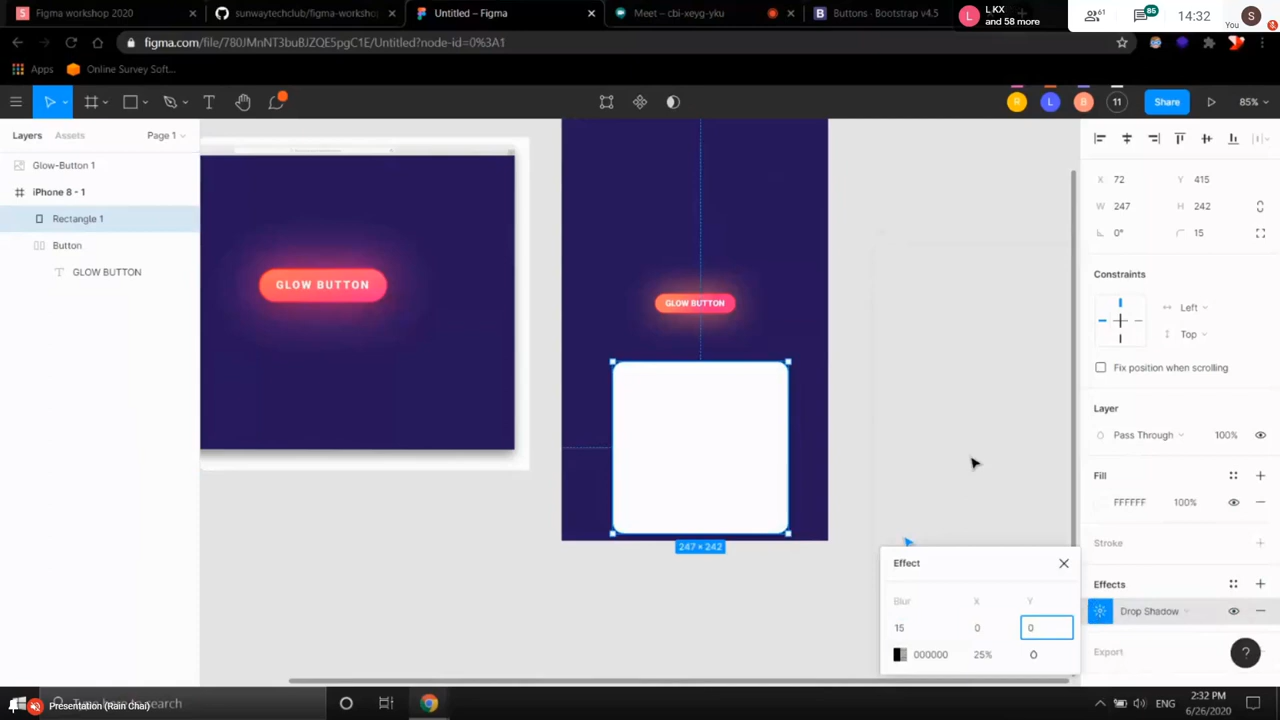 Figma workshop 2020
sunwaytechclub/figma-workshop
Untitled – Figma
Meet – cbi-xeyg-yku
Buttons · Bootstrap v4.5
L
L KX
and 58 more
61
85
14:32
You
S
figma.com/file/780JMnNT3buBJZQE5pgC1E/Untitled?node-id=0%3A1
Apps
Online Survey Soft...
R
L
B
11
Share
85%
Layers
Assets
Page 1
Glow-Button 1
iPhone 8 - 1
Rectangle 1
Button
GLOW BUTTON
GLOW BUTTON
GLOW BUTTON
247 × 242
X
72
Y
415
W
247
H
242
0°
15
Constraints
Left
Top
Fix position when scrolling
Layer
Pass Through
100%
Fill
FFFFFF
100%
Stroke
Effects
Drop Shadow
Export
?
Effect
Blur
X
Y
15
0
0
000000
25%
Presentation (Rain Chai)
search
ENG
2:32 PM
6/26/2020